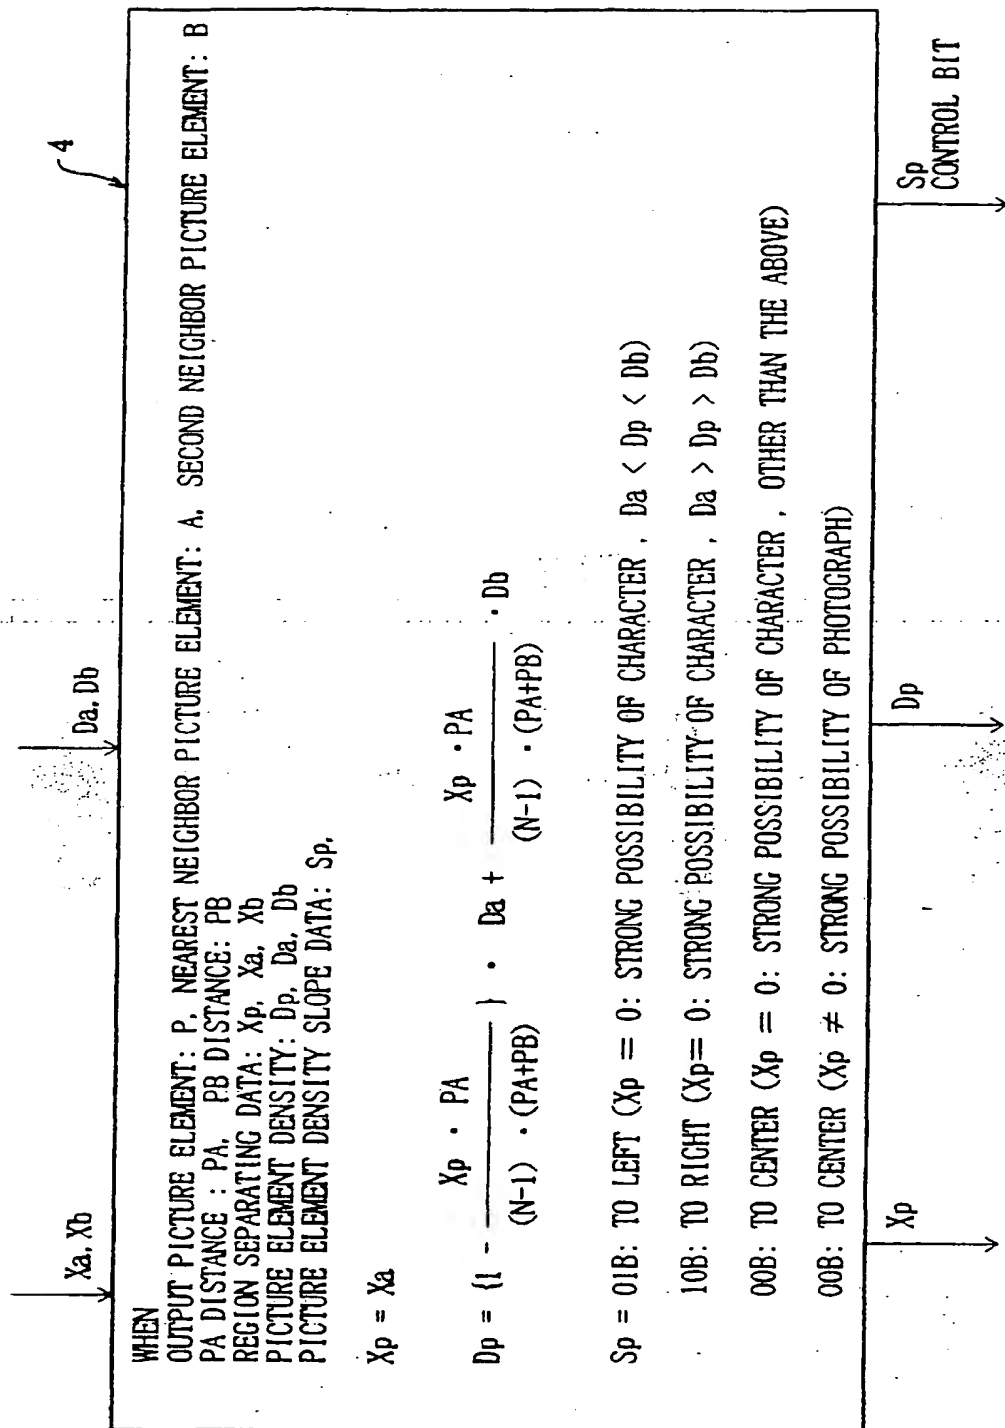 4
Xa, Xb
Da, Db
WHEN
OUTPUT PICTURE ELEMENT: P, NEAREST NEIGHBOR PICTURE ELEMENT: A, SECOND NEIGHBOR PICTURE ELEMENT: B
PA DISTANCE : PA, PB DISTANCE: PB
REGION SEPARATING DATA: Xp, Xa, Xb
PICTURE ELEMENT DENSITY: Dp, Da, Db
PICTURE ELEMENT DENSITY SLOPE DATA: Sp,
Xp = Xa
Xp · PA Xp · PA
Dp = {1 - ―――― } · Da + ―――― · Db
(N-1) · (PA+PB) (N-1) · (PA+PB)
Sp = 01B: TO LEFT (Xp = 0: STRONG POSSIBILITY OF CHARACTER , Da < Dp < Db)
10B: TO RIGHT (Xp= 0: STRONG POSSIBILITY OF CHARACTER , Da > Dp > Db)
00B: TO CENTER (Xp = 0: STRONG POSSIBILITY OF CHARACTER , OTHER THAN THE ABOVE)
00B: TO CENTER (Xp ≠ 0: STRONG POSSIBILITY OF PHOTOGRAPH)
Xp
Dp
Sp
CONTROL BIT